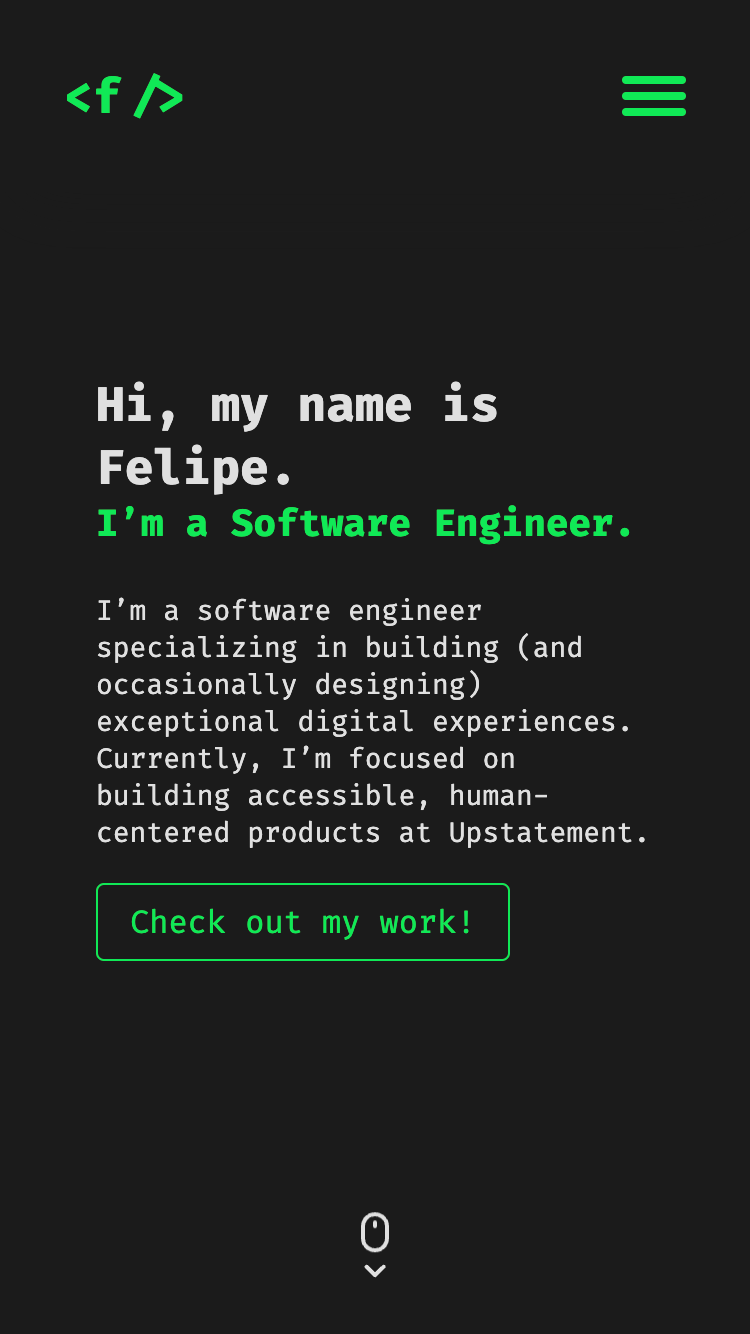 <f />
Hi, my name is
Felipe.
I’m a Software Engineer.
I’m a software engineer
specializing in building (and
occasionally designing)
exceptional digital experiences.
Currently, I’m focused on
building accessible, human-
centered products at Upstatement.
Check out my work!